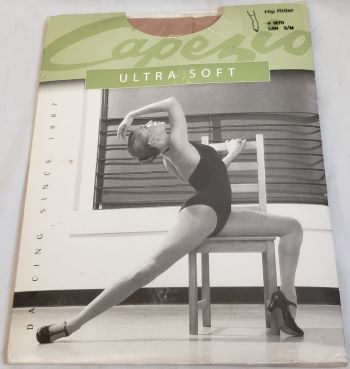 Capezio
Hip Rider
# 1870
LSN S/M
ULTRA SOFT
DANCING SINCE 1887